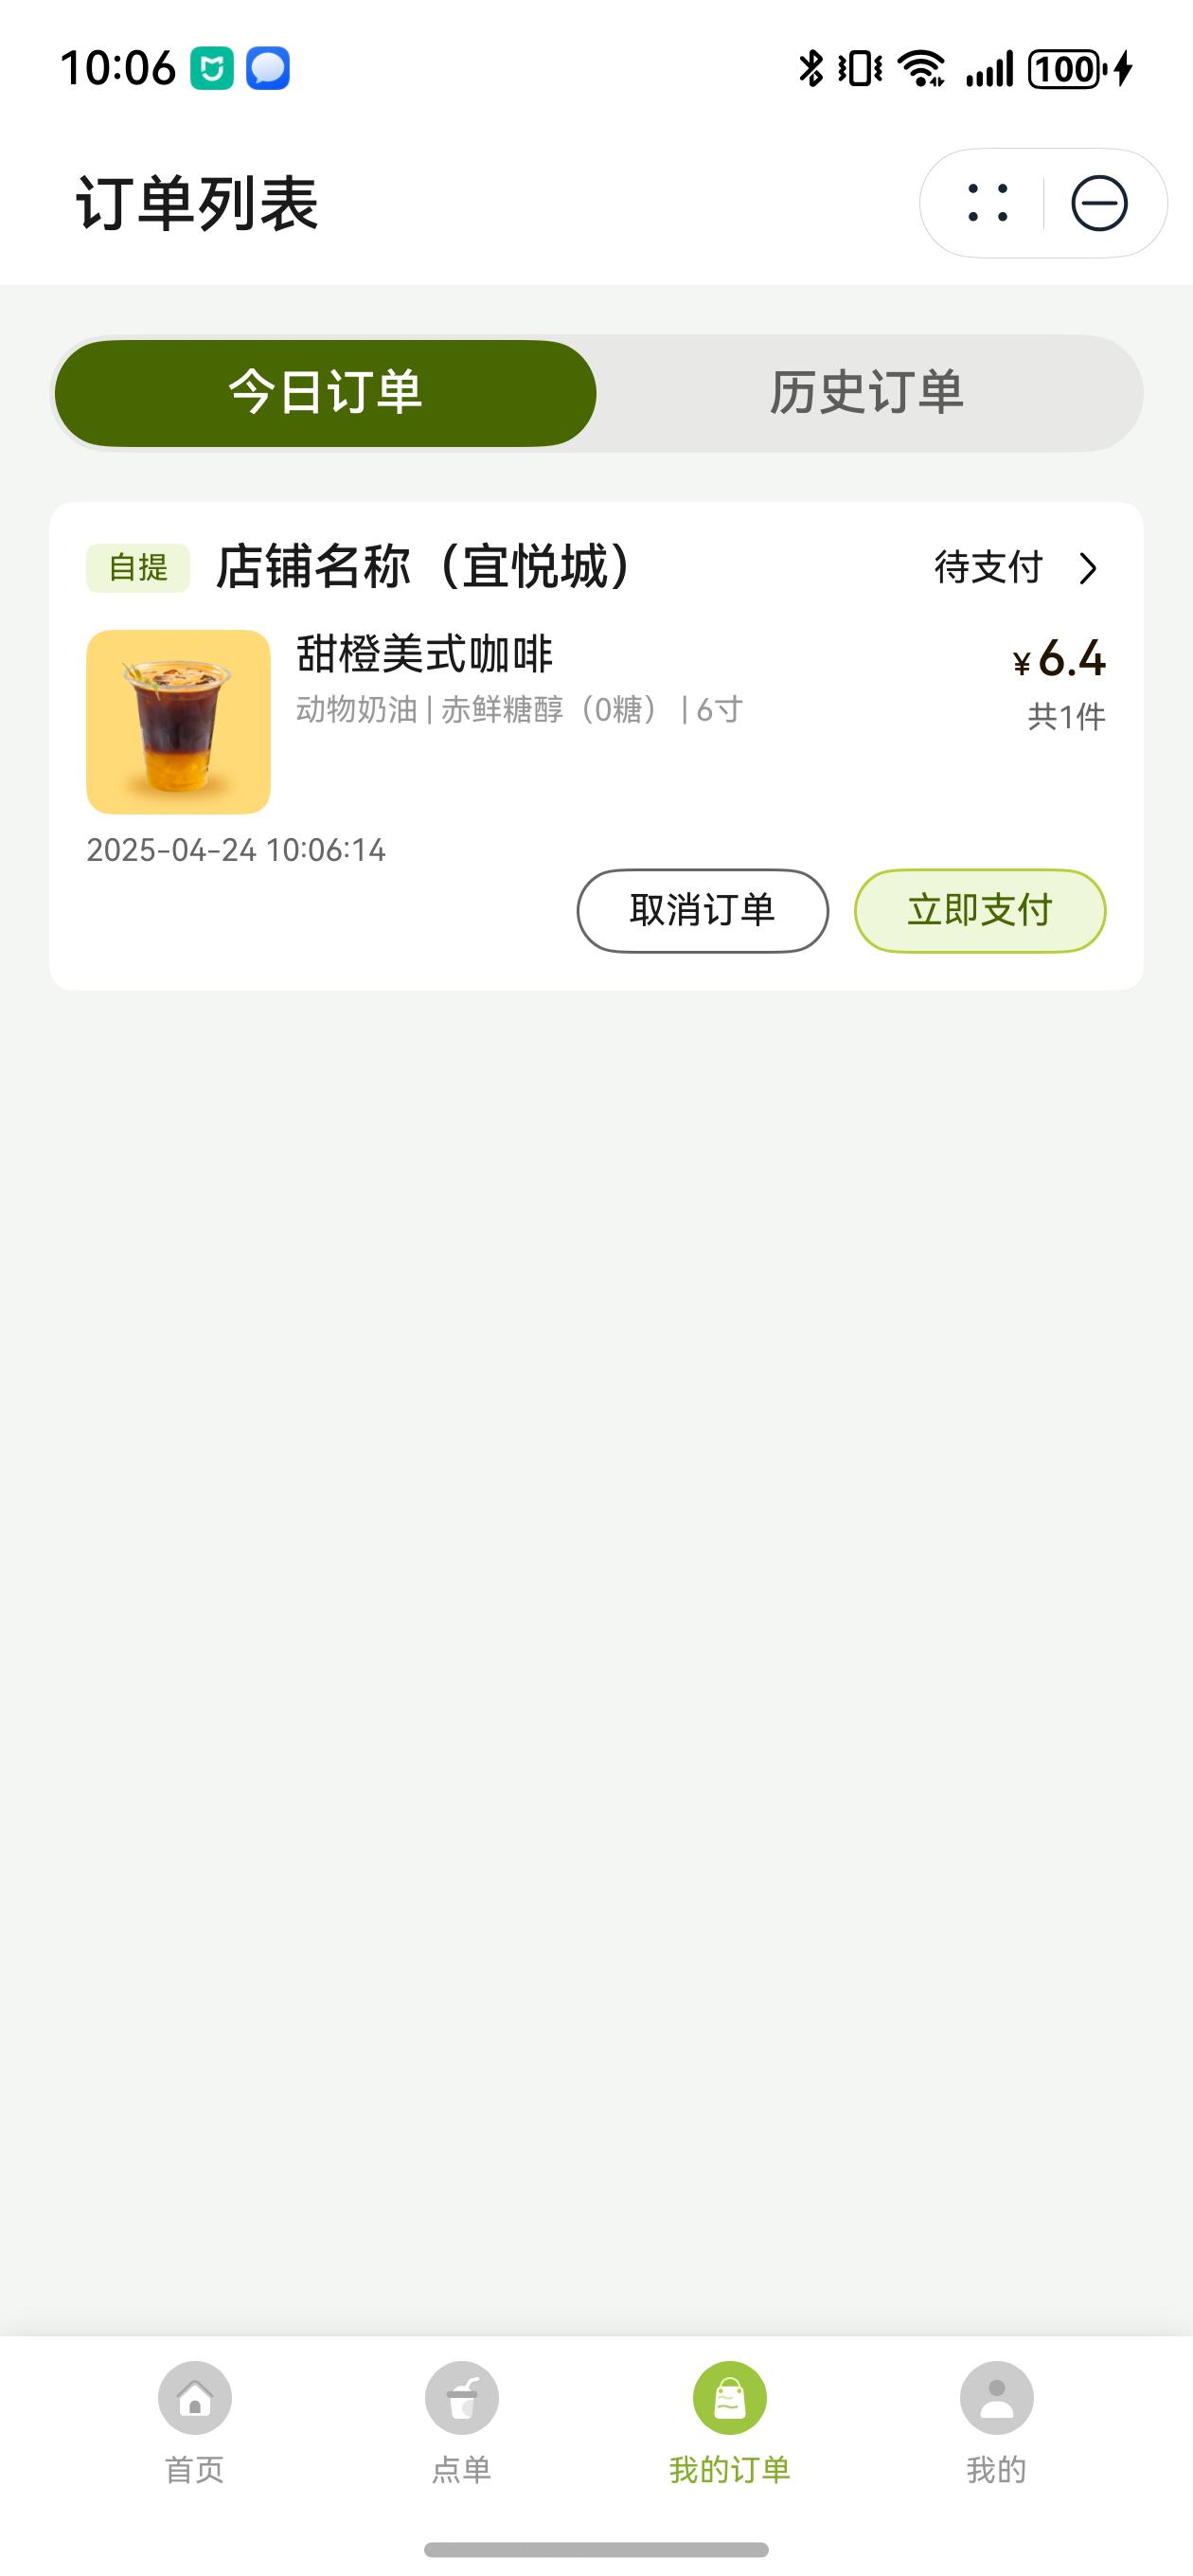 10:06 100
订单列表
今日订单 历史订单
自提 店铺名称（宜悦城） 待支付
甜橙美式咖啡 ¥6.4
动物奶油 | 赤鲜糖醇（0糖） | 6寸 共1件
2025-04-24 10:06:14
取消订单 立即支付
首页 点单 我的订单 我的